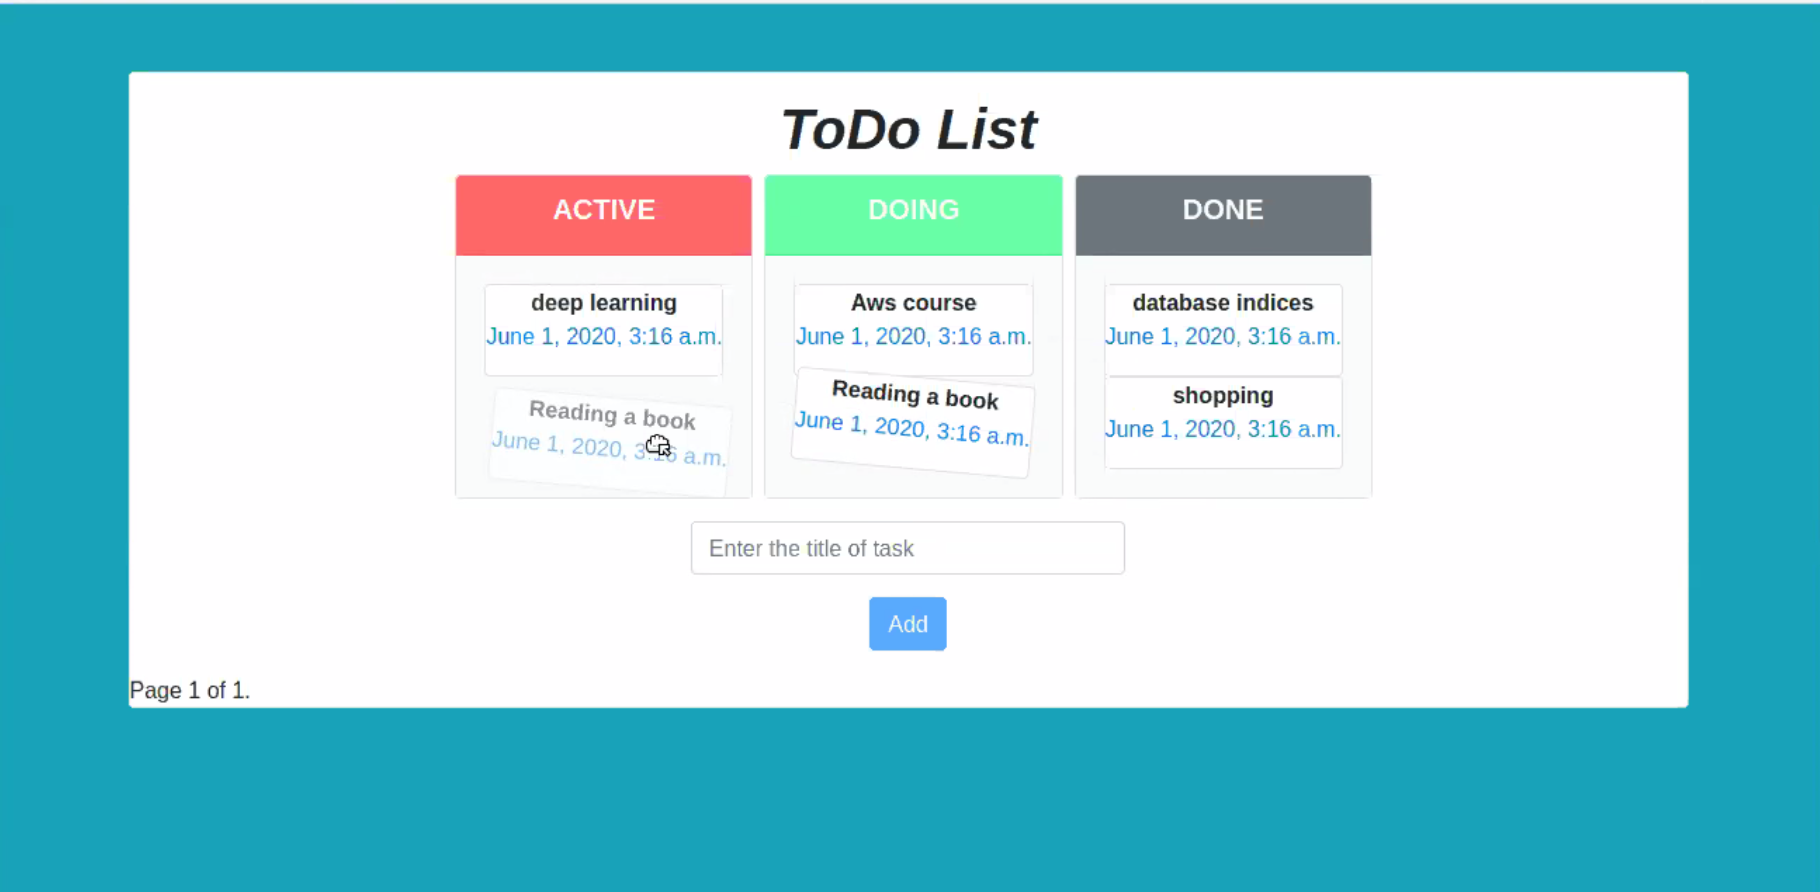 ToDo List
ACTIVE
deep learning
June 1, 2020, 3:16 a.m.
Reading a book
June 1, 2020, 3:16 a.m.
DOING
Aws course
June 1, 2020, 3:16 a.m.
Reading a book
June 1, 2020, 3:16 a.m.
DONE
database indices
June 1, 2020, 3:16 a.m.
shopping
June 1, 2020, 3:16 a.m.
Enter the title of task
Add
Page 1 of 1.